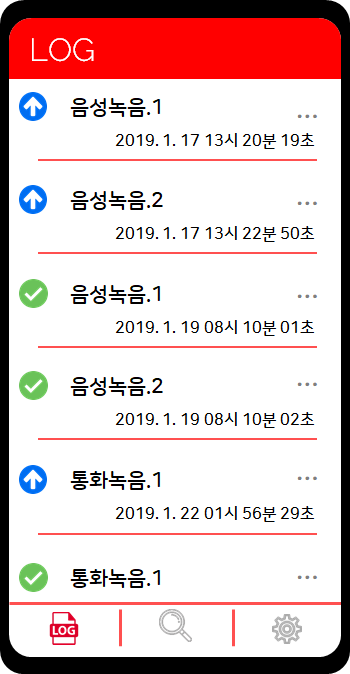 LOG
음성녹음.1
2019. 1. 17 13시 20분 19초
음성녹음.2
2019. 1. 17 13시 22분 50초
음성녹음.1
2019. 1. 19 08시 10분 01초
음성녹음.2
2019. 1. 19 08시 10분 02초
통화녹음.1
2019. 1. 22 01시 56분 29초
통화녹음.1
LOG